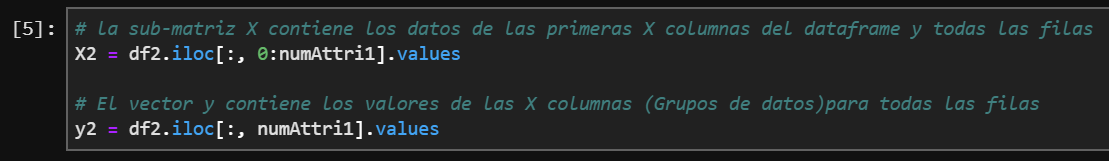 [5]: # la sub-matriz X contiene los datos de las primeras X columnas del dataframe y todas las filas
X2 = df2.iloc[:, 0:numAttri1].values
# El vector y contiene los valores de las X columnas (Grupos de datos)para todas las filas
y2 = df2.iloc[:, numAttri1].values